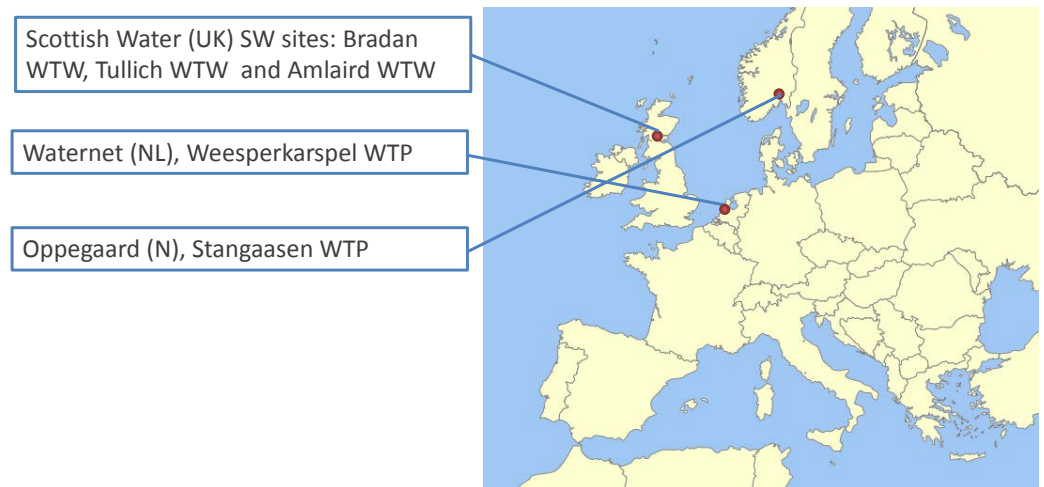 Scottish Water (UK) SW sites: Bradan
WTW, Tullich WTW and Amlaird WTW
Waternet (NL), Weesperkarspel WTP
Oppegaard (N), Stangaasen WTP